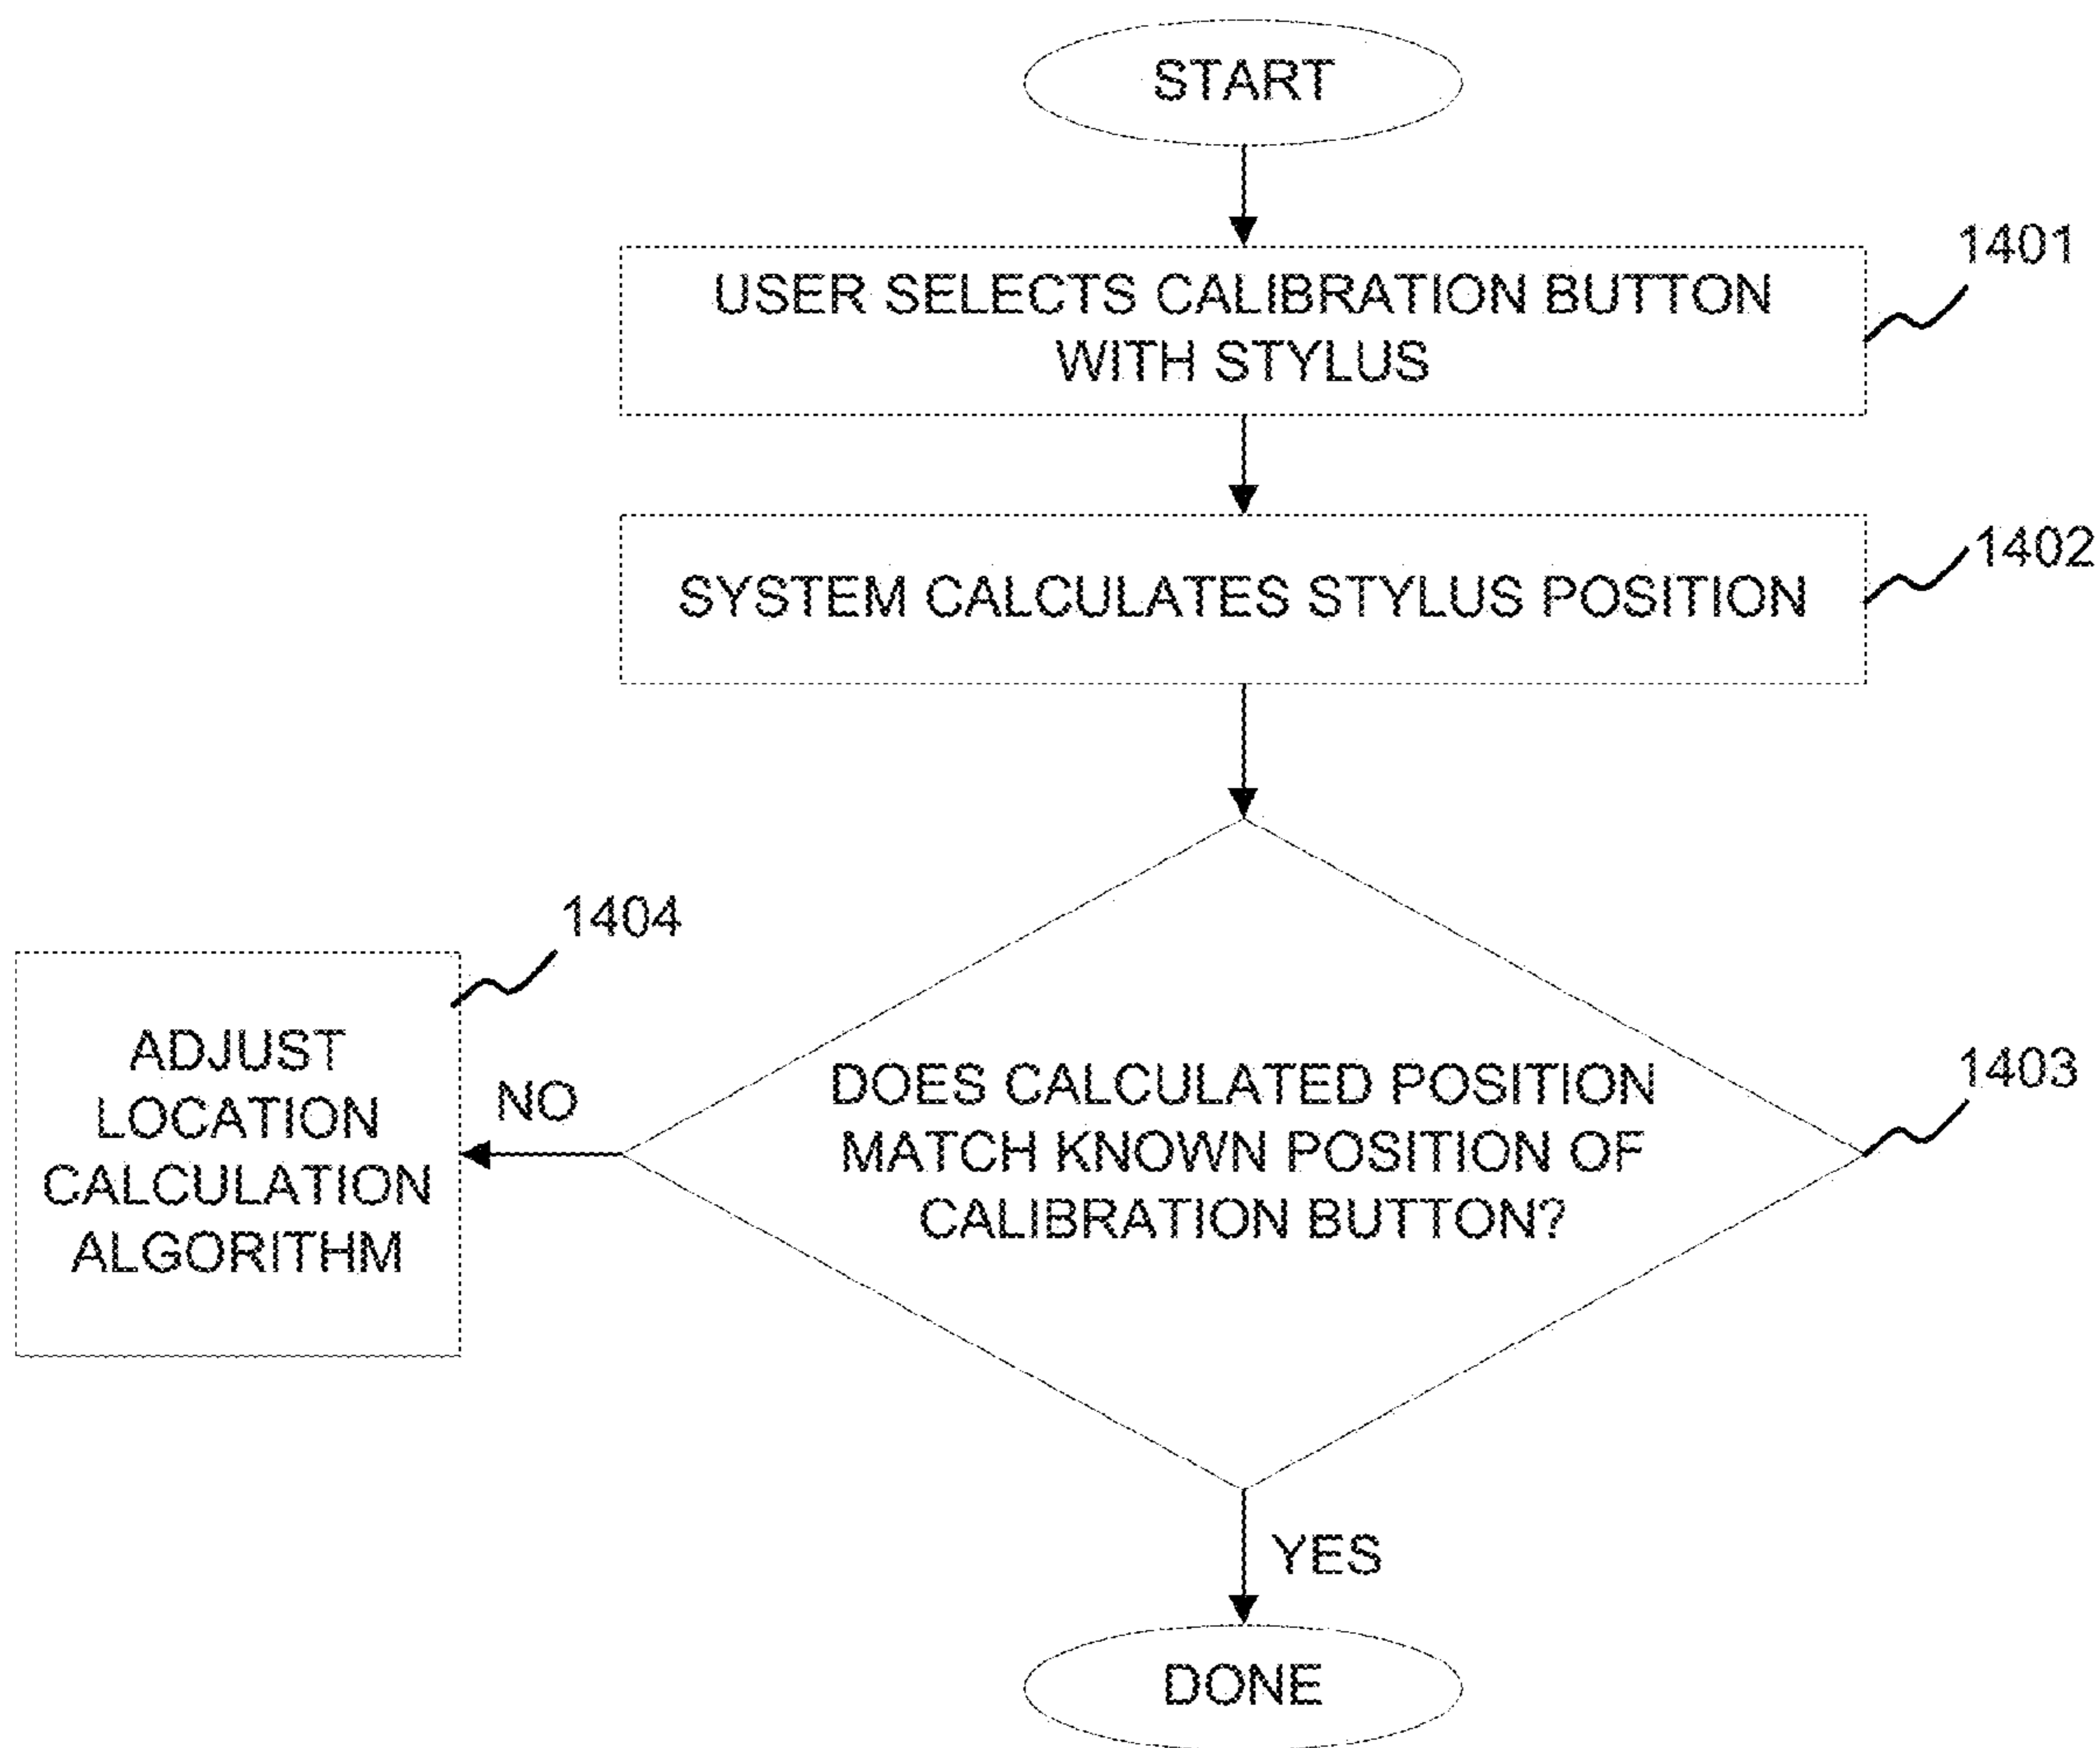 START
USER SELECTS CALIBRATION BUTTON
WITH STYLUS
1401
SYSTEM CALCULATES STYLUS POSITION
1402
DOES CALCULATED POSITION
MATCH KNOWN POSITION OF
CALIBRATION BUTTON?
1403
NO
1404
ADJUST
LOCATION
CALCULATION
ALGORITHM
YES
DONE